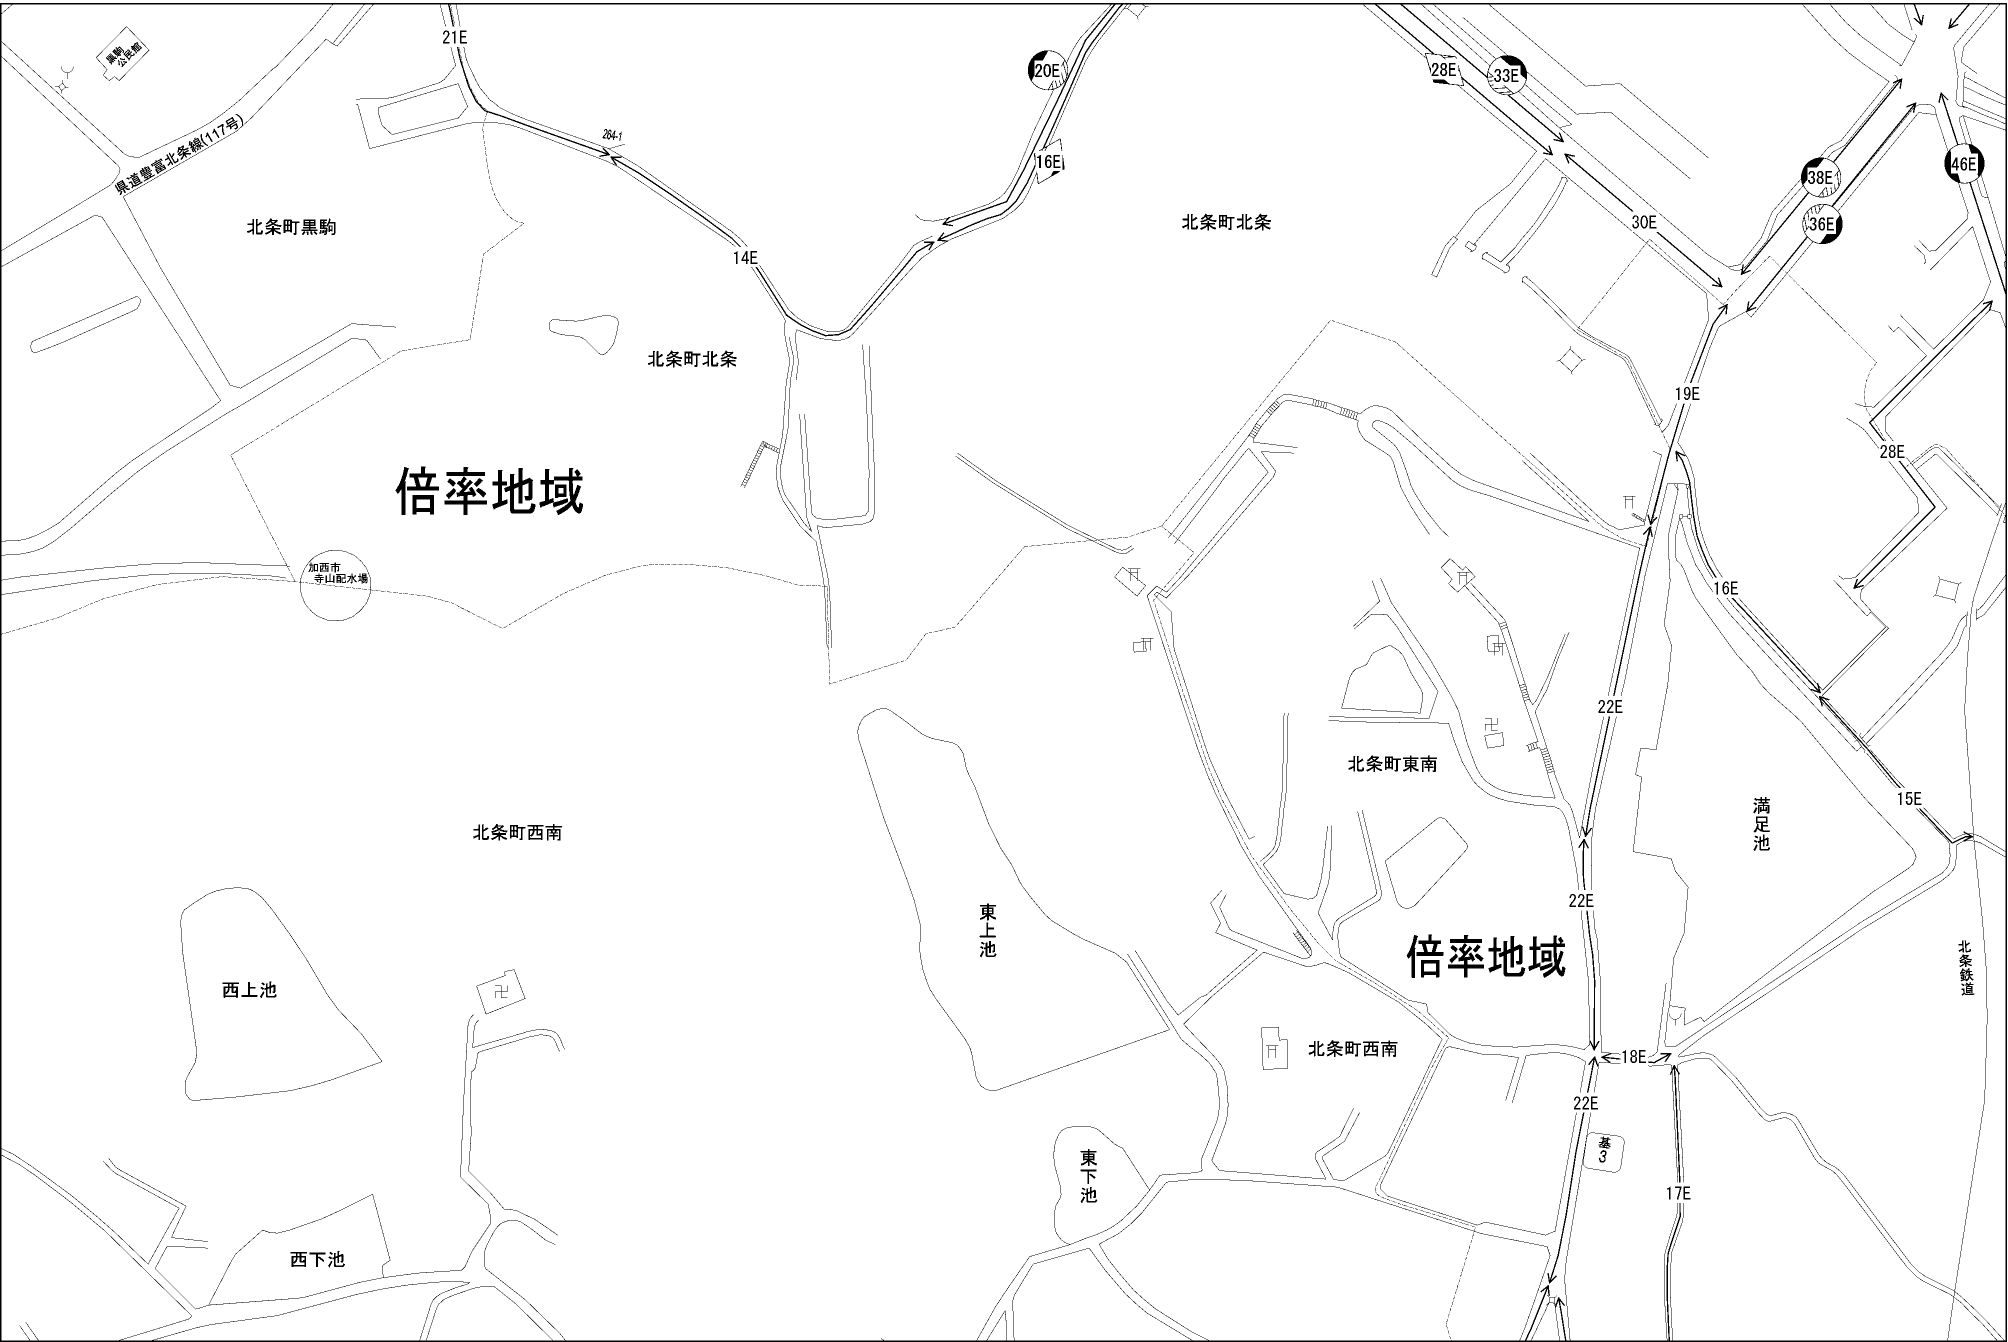 21E
黒駒
公民館
20E
28E
33E
県道豊富北条線(117号)
264-1
16E
46E
38E
36E
30E
北条町黒駒
北条町北条
14E
北条町北条
19E
28E
倍率地域
加西市
寺山配水場
16E
22E
北条町東南
15E
満足池
北条町西南
22E
東上池
倍率地域
北条鉄道
西上池
北条町西南
18E
22E
基
3
東下池
17E
西下池